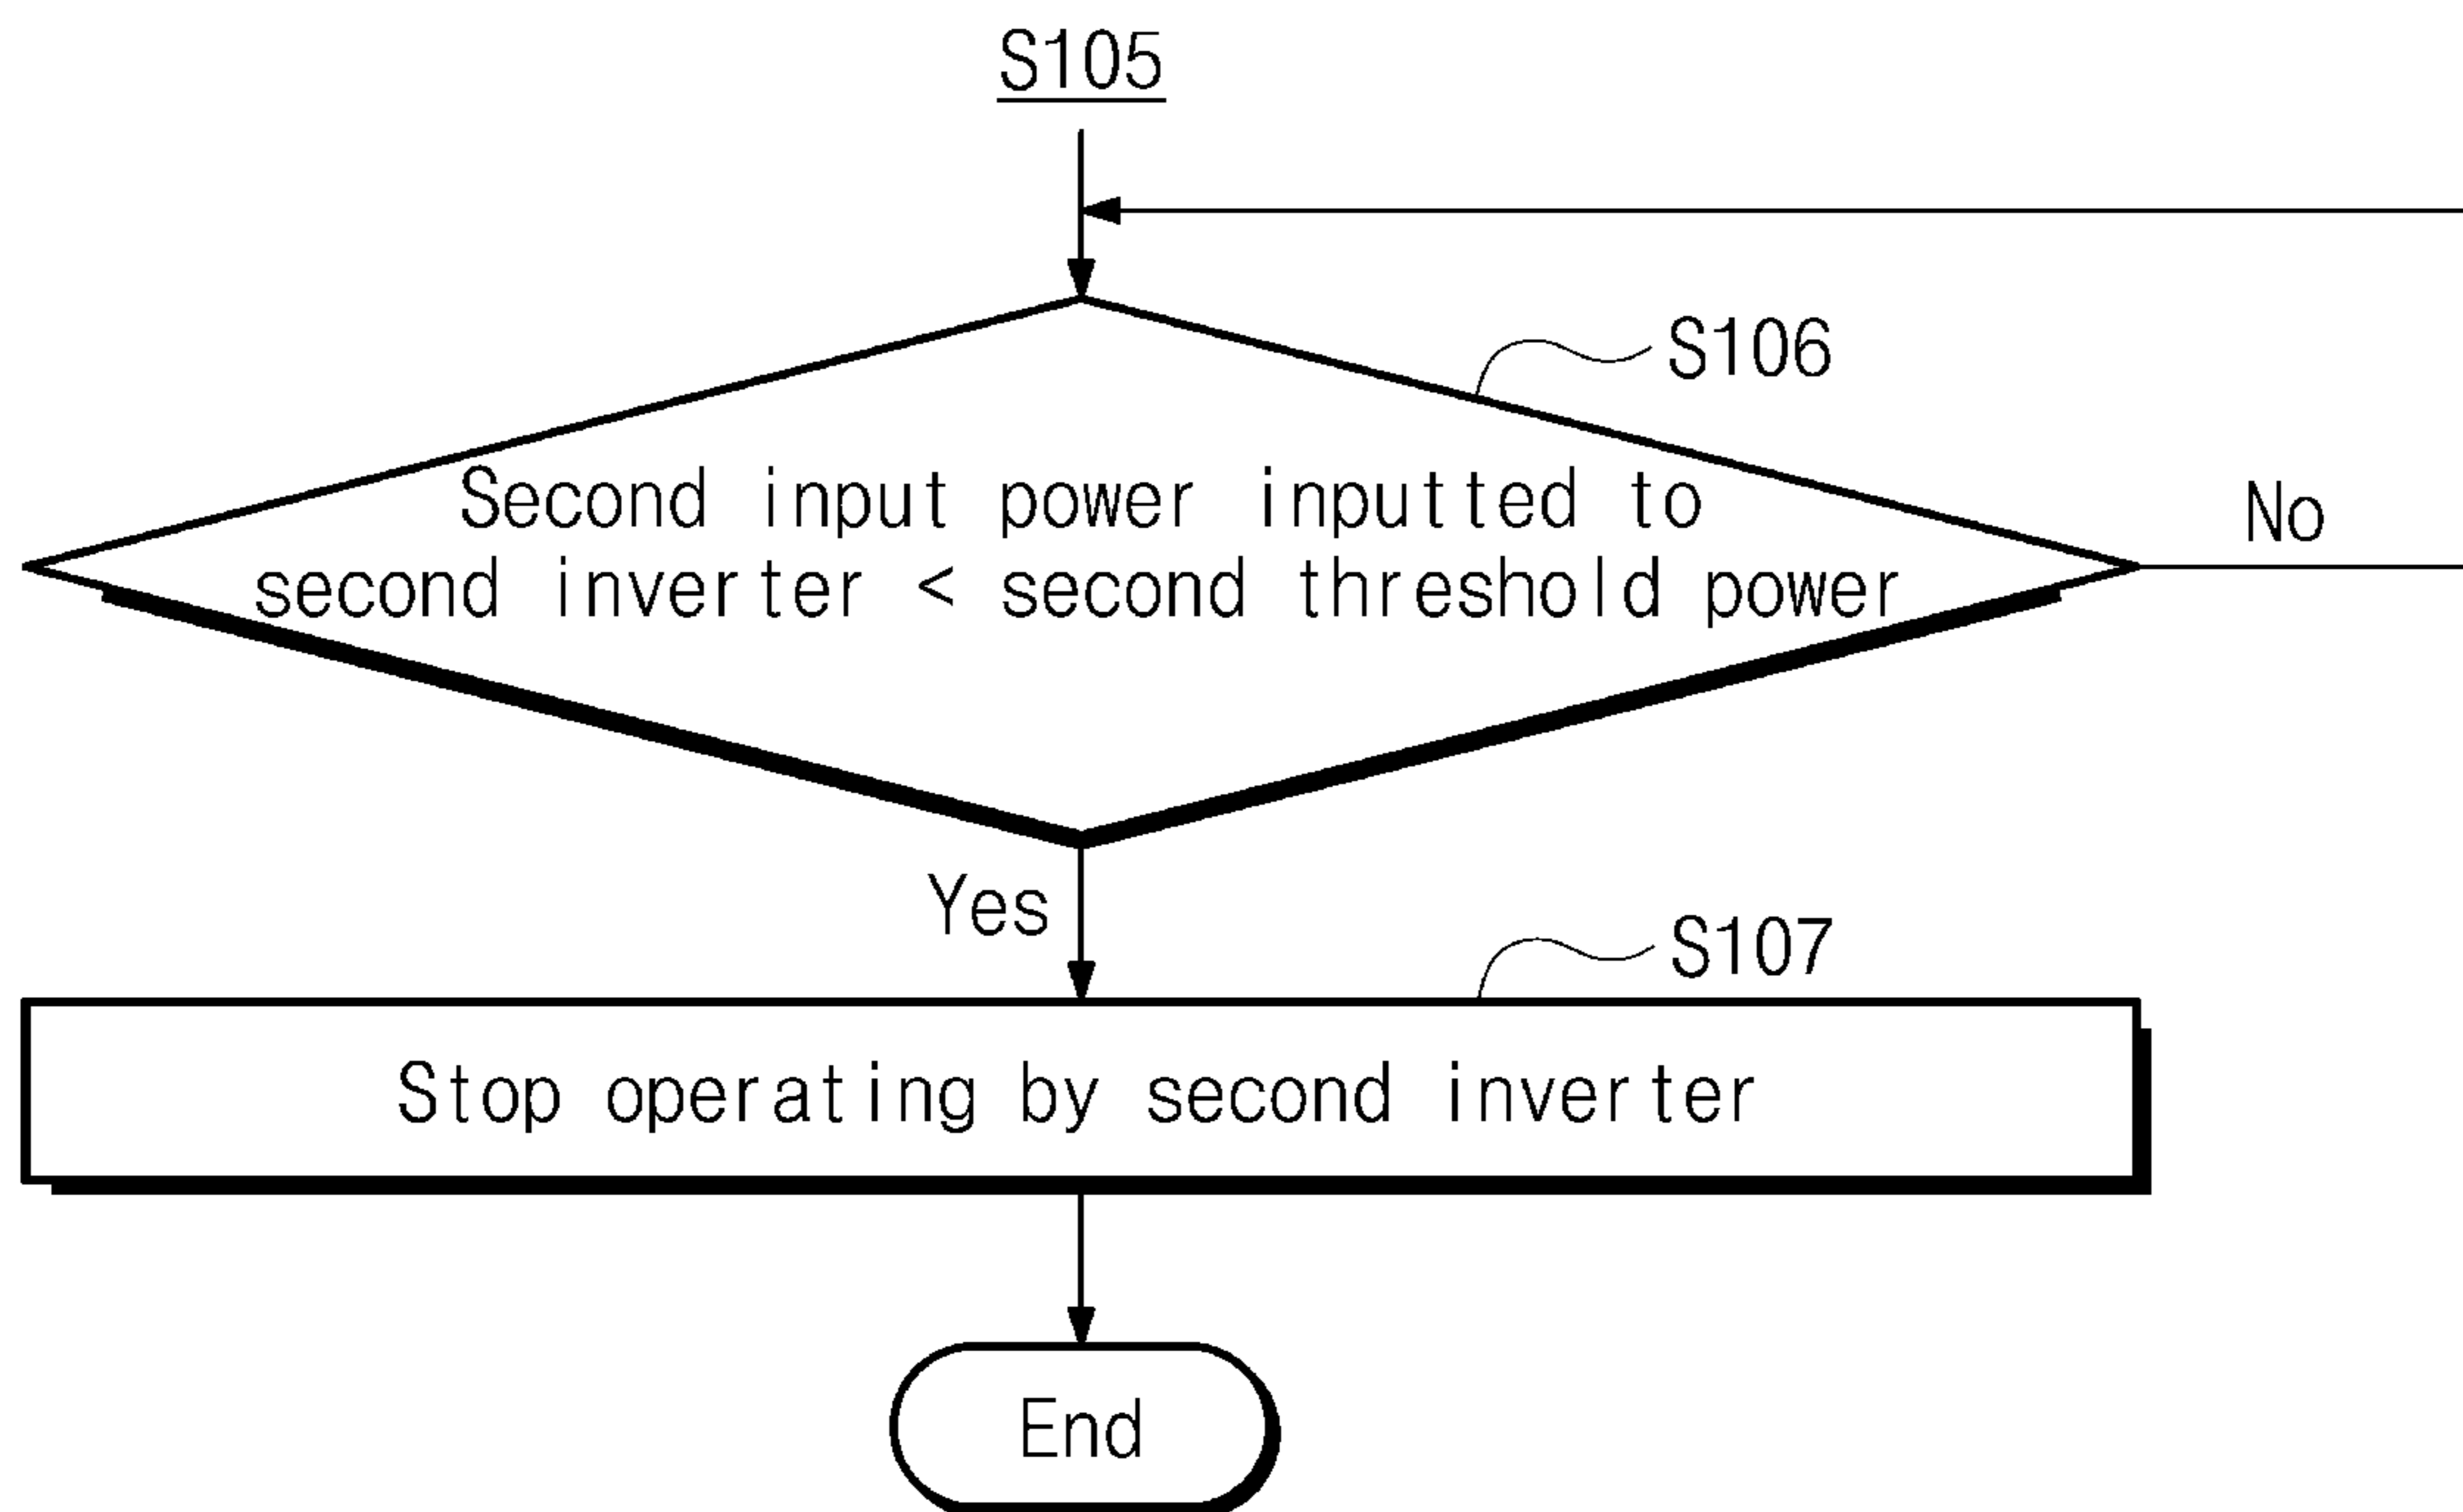 S105
S106
Second input power inputted to
second inverter < second threshold power
No
Yes
S107
Stop operating by second inverter
End